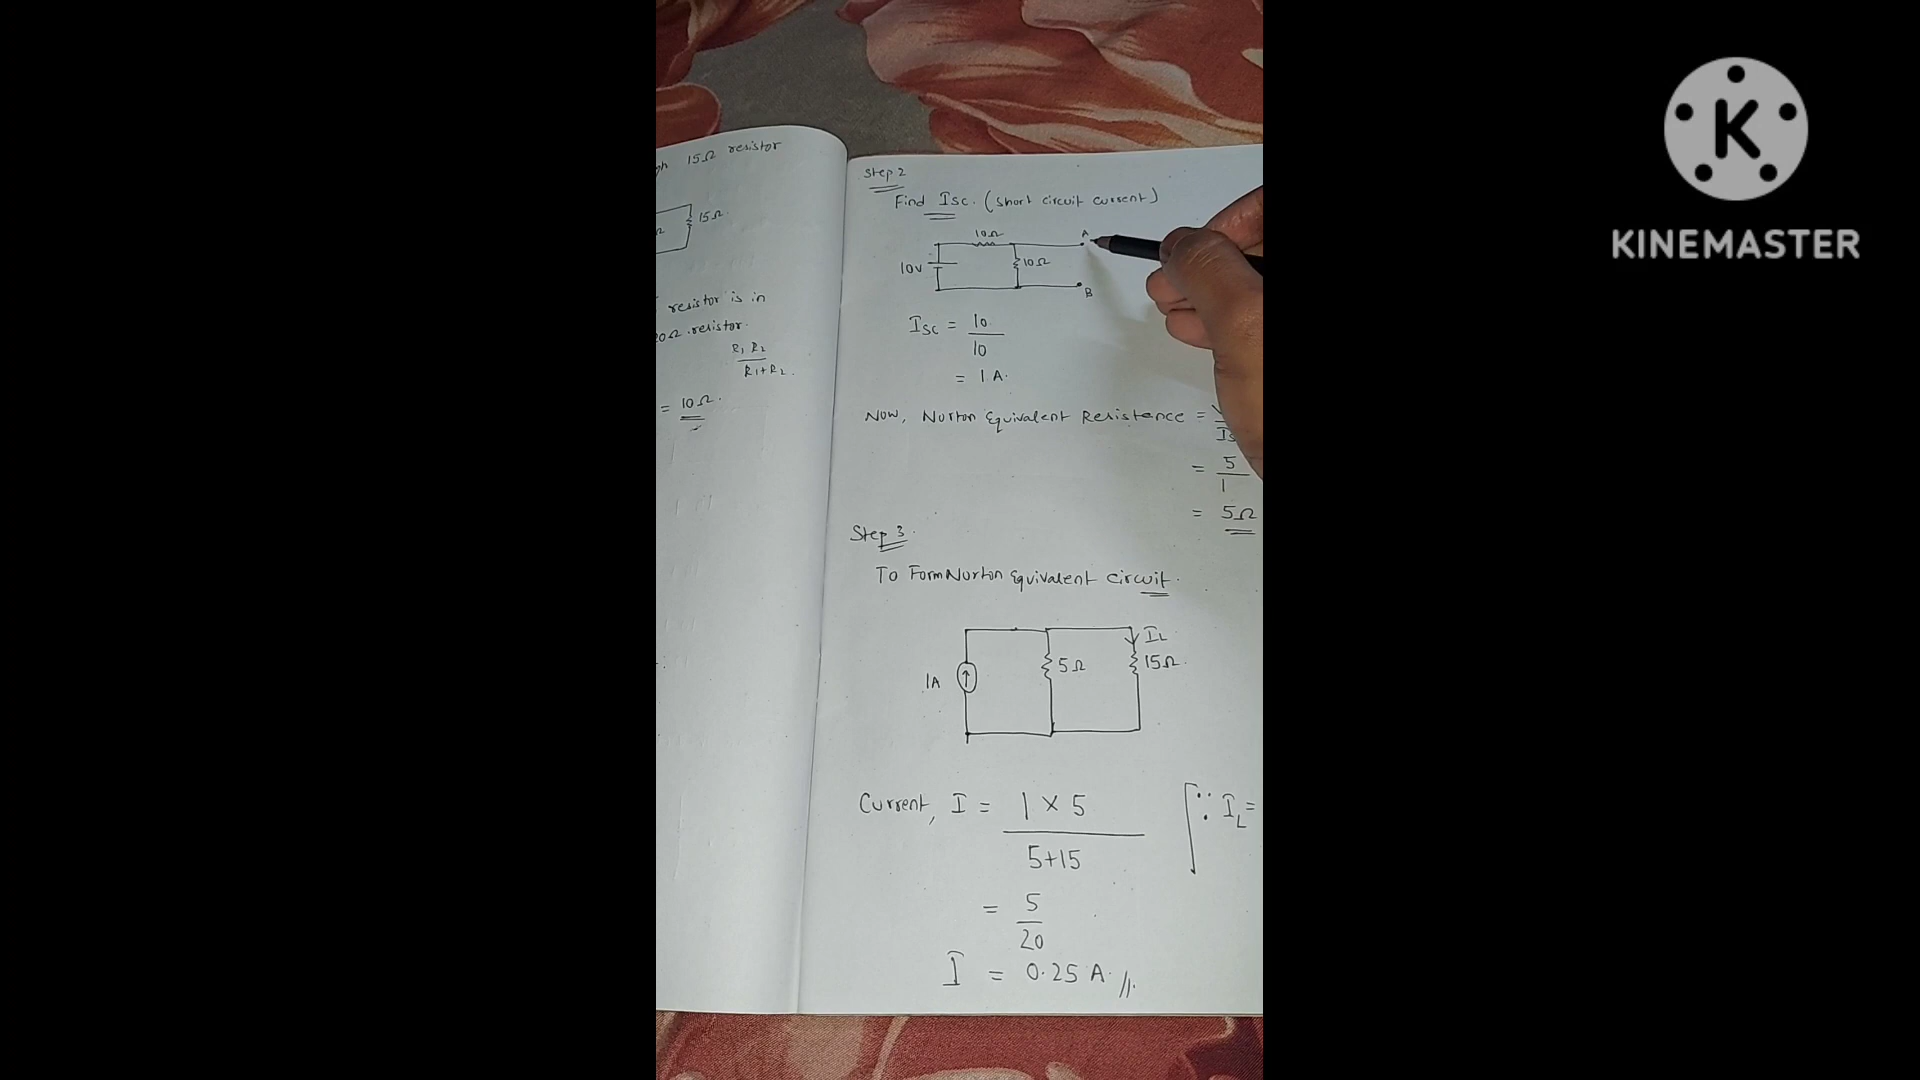 15Ω resistor
15Ω.
resistor is in
resistor.
R1 R2
R1+R2.
= 10Ω.
Step 2
Find Isc. (short circuit current)
10Ω
A
10V
10Ω
B
Isc = 10
10
= 1 A.
Now, Norton Equivalent Resistence =
= 5
1
= 5Ω
Step 3.
To Form Norton Equivalent circuit.
IL
1A
5Ω
15Ω.
Current, I = 1 × 5
5+15
∵ IL=
= 5
20
I = 0.25 A.//.
K
KINEMASTER